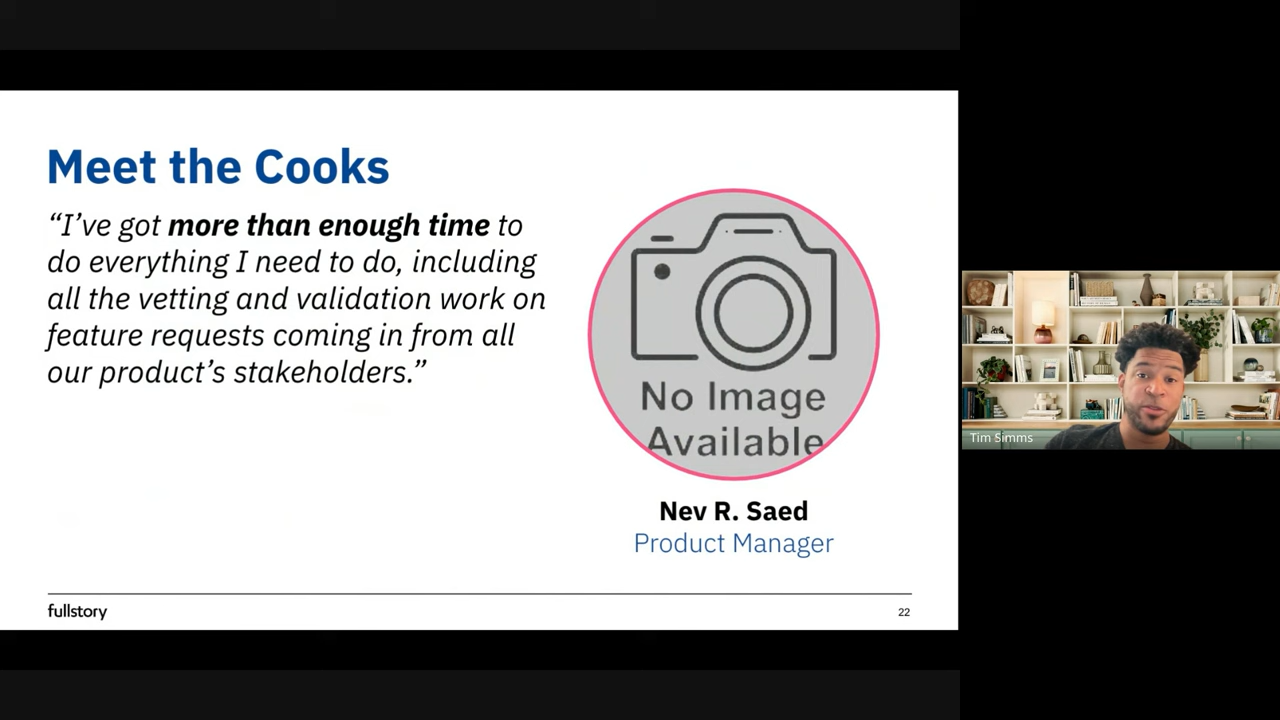 Meet the Cooks
“I’ve got more than enough time to
do everything I need to do, including
all the vetting and validation work on
feature requests coming in from all
our product’s stakeholders.”
No Image
Available
Nev R. Saed
Product Manager
fullstory
22
Tim Simms